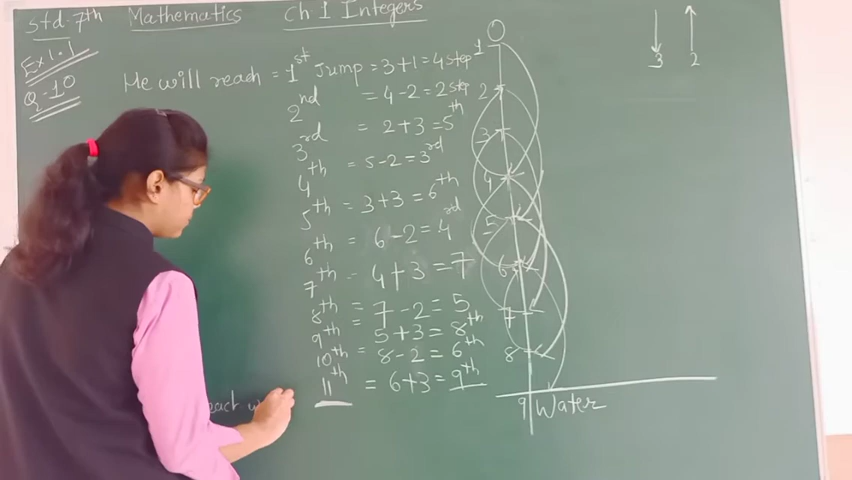 Std. 7th Mathematics Ch 1 Integers
Ex 1.1
Q-10
He will reach = 1st Jump = 3+1=4 step
2nd = 4-2=2 step
3rd = 2+3=5th
4th = 5-2=3rd
5th = 3+3=6th
6th = 6-2=4rd
7th - 4+3=7
8th = 7-2=5
9th = 5+3=8th
10th = 8-2=6th
11th = 6+3=9th
1
2
3
4
5
6
7
8
9 Water
3 2